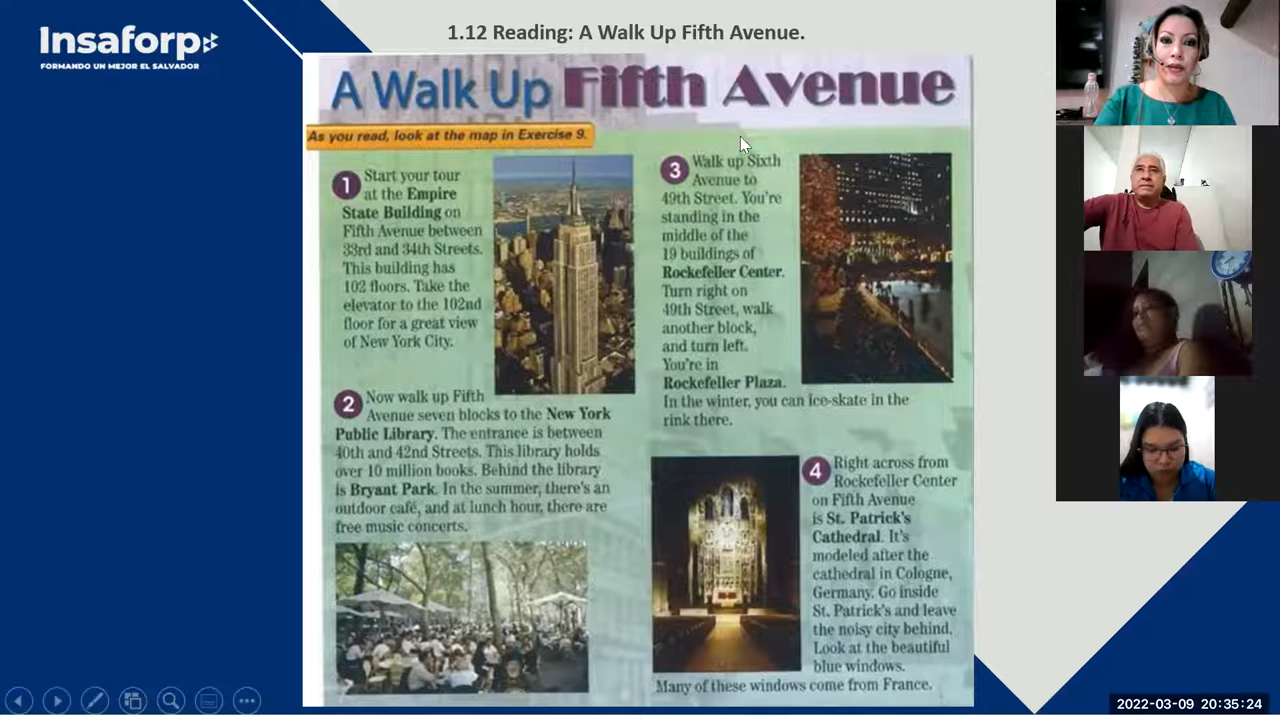 Insaforp
FORMANDO UN MEJOR EL SALVADOR
1.12 Reading: A Walk Up Fifth Avenue.
A Walk Up Fifth Avenue
As you read, look at the map in Exercise 9.
1 Start your tour
at the Empire
State Building on
Fifth Avenue between
33rd and 34th Streets.
This building has
102 floors. Take the
elevator to the 102nd
floor for a great view
of New York City.
2 Now walk up Fifth
Avenue seven blocks to the New York
Public Library. The entrance is between
40th and 42nd Streets. This library holds
over 10 million books. Behind the library
is Bryant Park. In the summer, there's an
outdoor café, and at lunch hour, there are
free music concerts.
3 Walk up Sixth
Avenue to
49th Street. You're
standing in the
middle of the
19 buildings of
Rockefeller Center.
Turn right on
49th Street, walk
another block,
and turn left.
You're in
Rockefeller Plaza.
In the winter, you can ice-skate in the
rink there.
4 Right across from
Rockefeller Center
on Fifth Avenue
is St. Patrick's
Cathedral. It's
modeled after the
cathedral in Cologne,
Germany. Go inside
St. Patrick's and leave
the noisy city behind.
Look at the beautiful
blue windows.
Many of these windows come from France.
2022-03-09 20:35:24